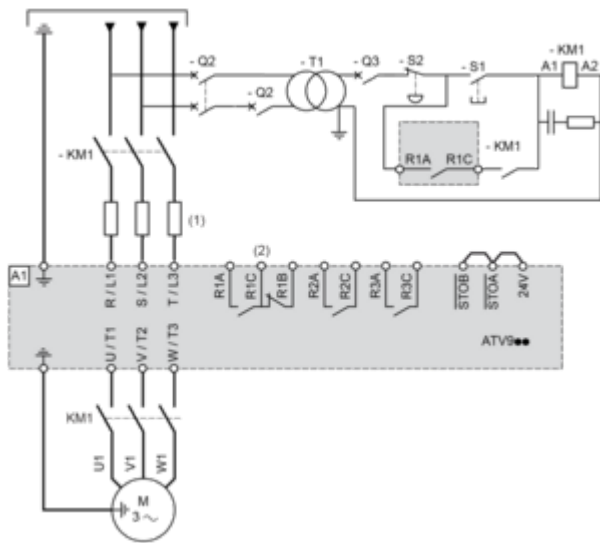 - Q2
- T1
- Q3
- S2
- S1
- KM1
A1
A2
- Q2
- KM1
R1A
R1C
- KM1
(1)
(2)
A1
R / L1
S / L2
T / L3
R1A
R1C
R1B
R2A
R2C
R3A
R3C
STOB
STOA
24V
U / T1
V / T2
W / T3
ATV9●●
KM1
U1
V1
W1
M
3 ~